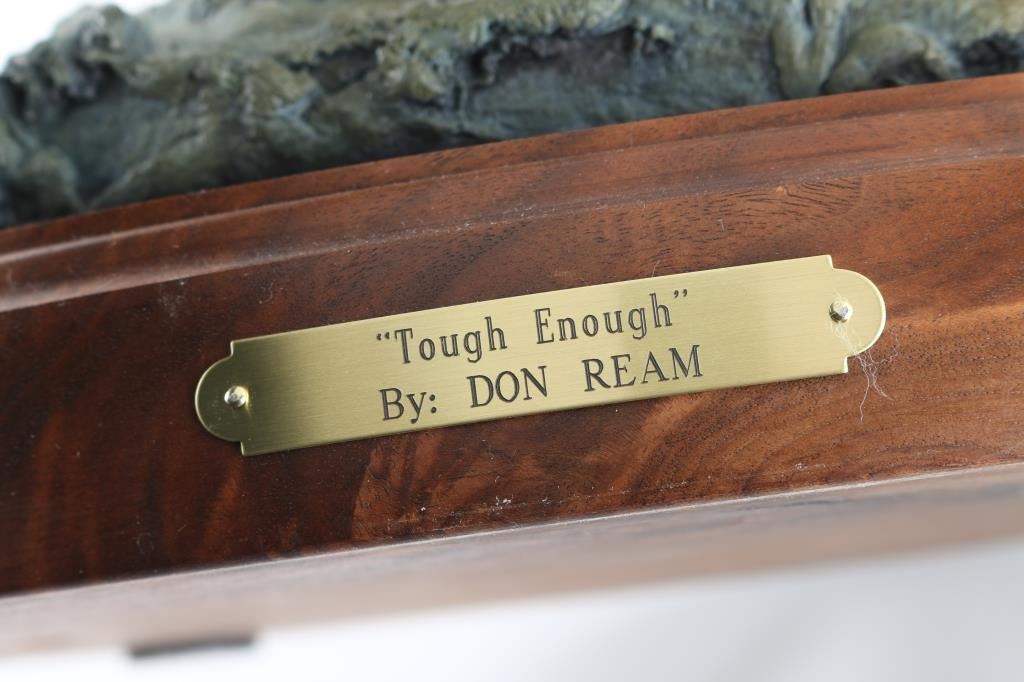 “Tough Enough”
By: DON REAM